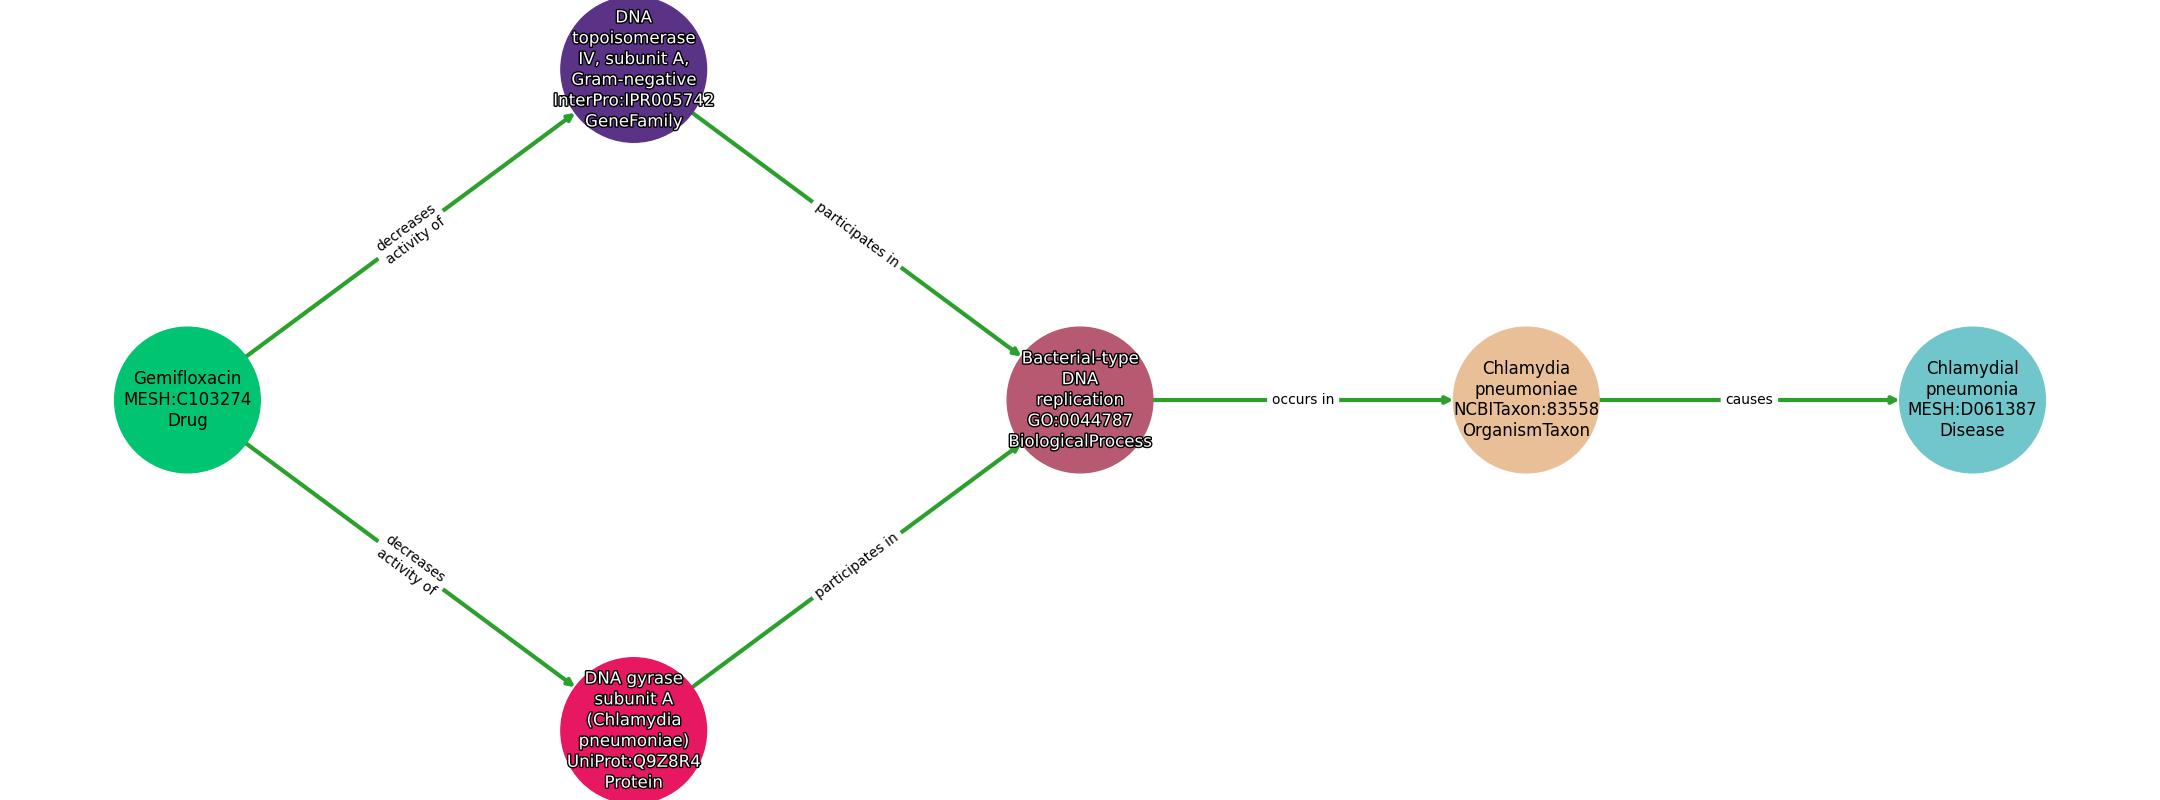 DNA
topoisomerase
IV, subunit A,
Gram-negative
InterPro:IPR005742
GeneFamily
decreases
activity of
participates in
Gemifloxacin
MESH:C103274
Drug
Bacterial-type
DNA
replication
GO:0044787
BiologicalProcess
occurs in
Chlamydia
pneumoniae
NCBITaxon:83558
OrganismTaxon
causes
Chlamydial
pneumonia
MESH:D061387
Disease
decreases
activity of
participates in
DNA gyrase
subunit A
(Chlamydia
pneumoniae)
UniProt:Q9Z8R4
Protein